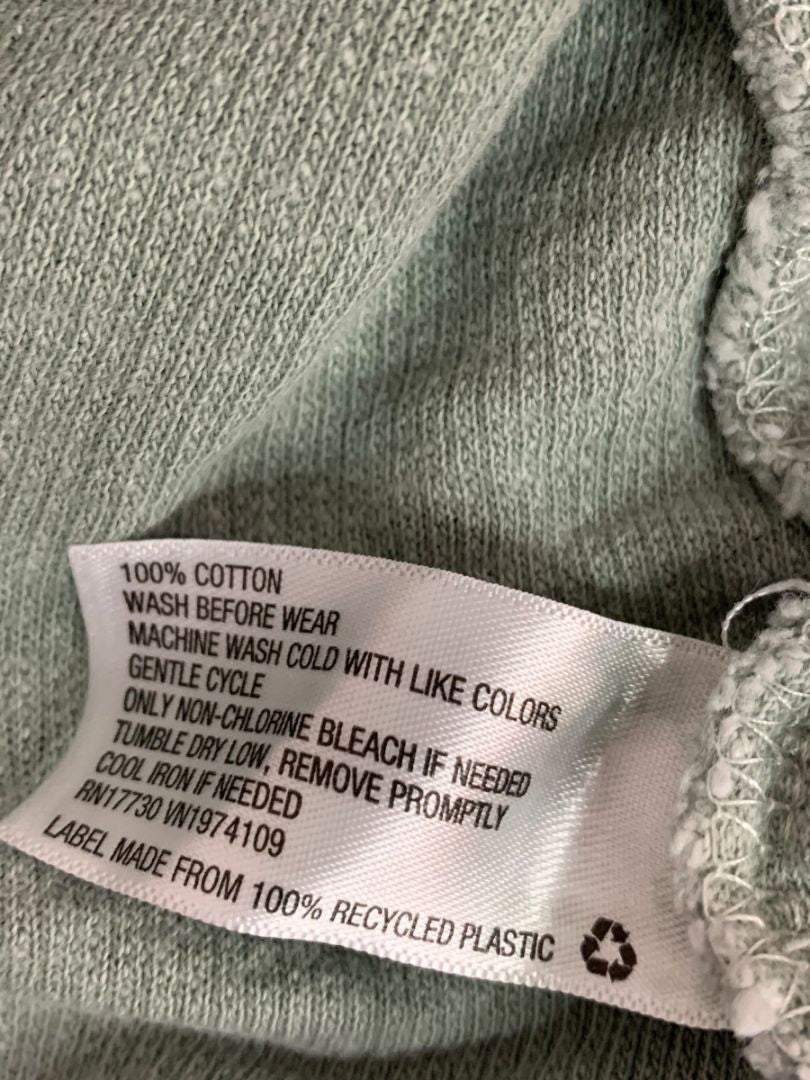 100% COTTON
WASH BEFORE WEAR
MACHINE WASH COLD WITH LIKE COLORS
GENTLE CYCLE
ONLY NON-CHLORINE BLEACH IF NEEDED
TUMBLE DRY LOW, REMOVE PROMPTLY
COOL IRON IF NEEDED
RN17730 VN1974109
LABEL MADE FROM 100% RECYCLED PLASTIC